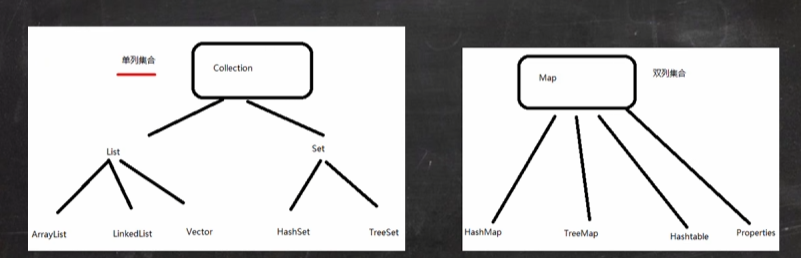 单列集合
Collection
List
Set
ArrayList
LinkedList
Vector
HashSet
TreeSet
Map
双列集合
HashMap
TreeMap
Hashtable
Properties